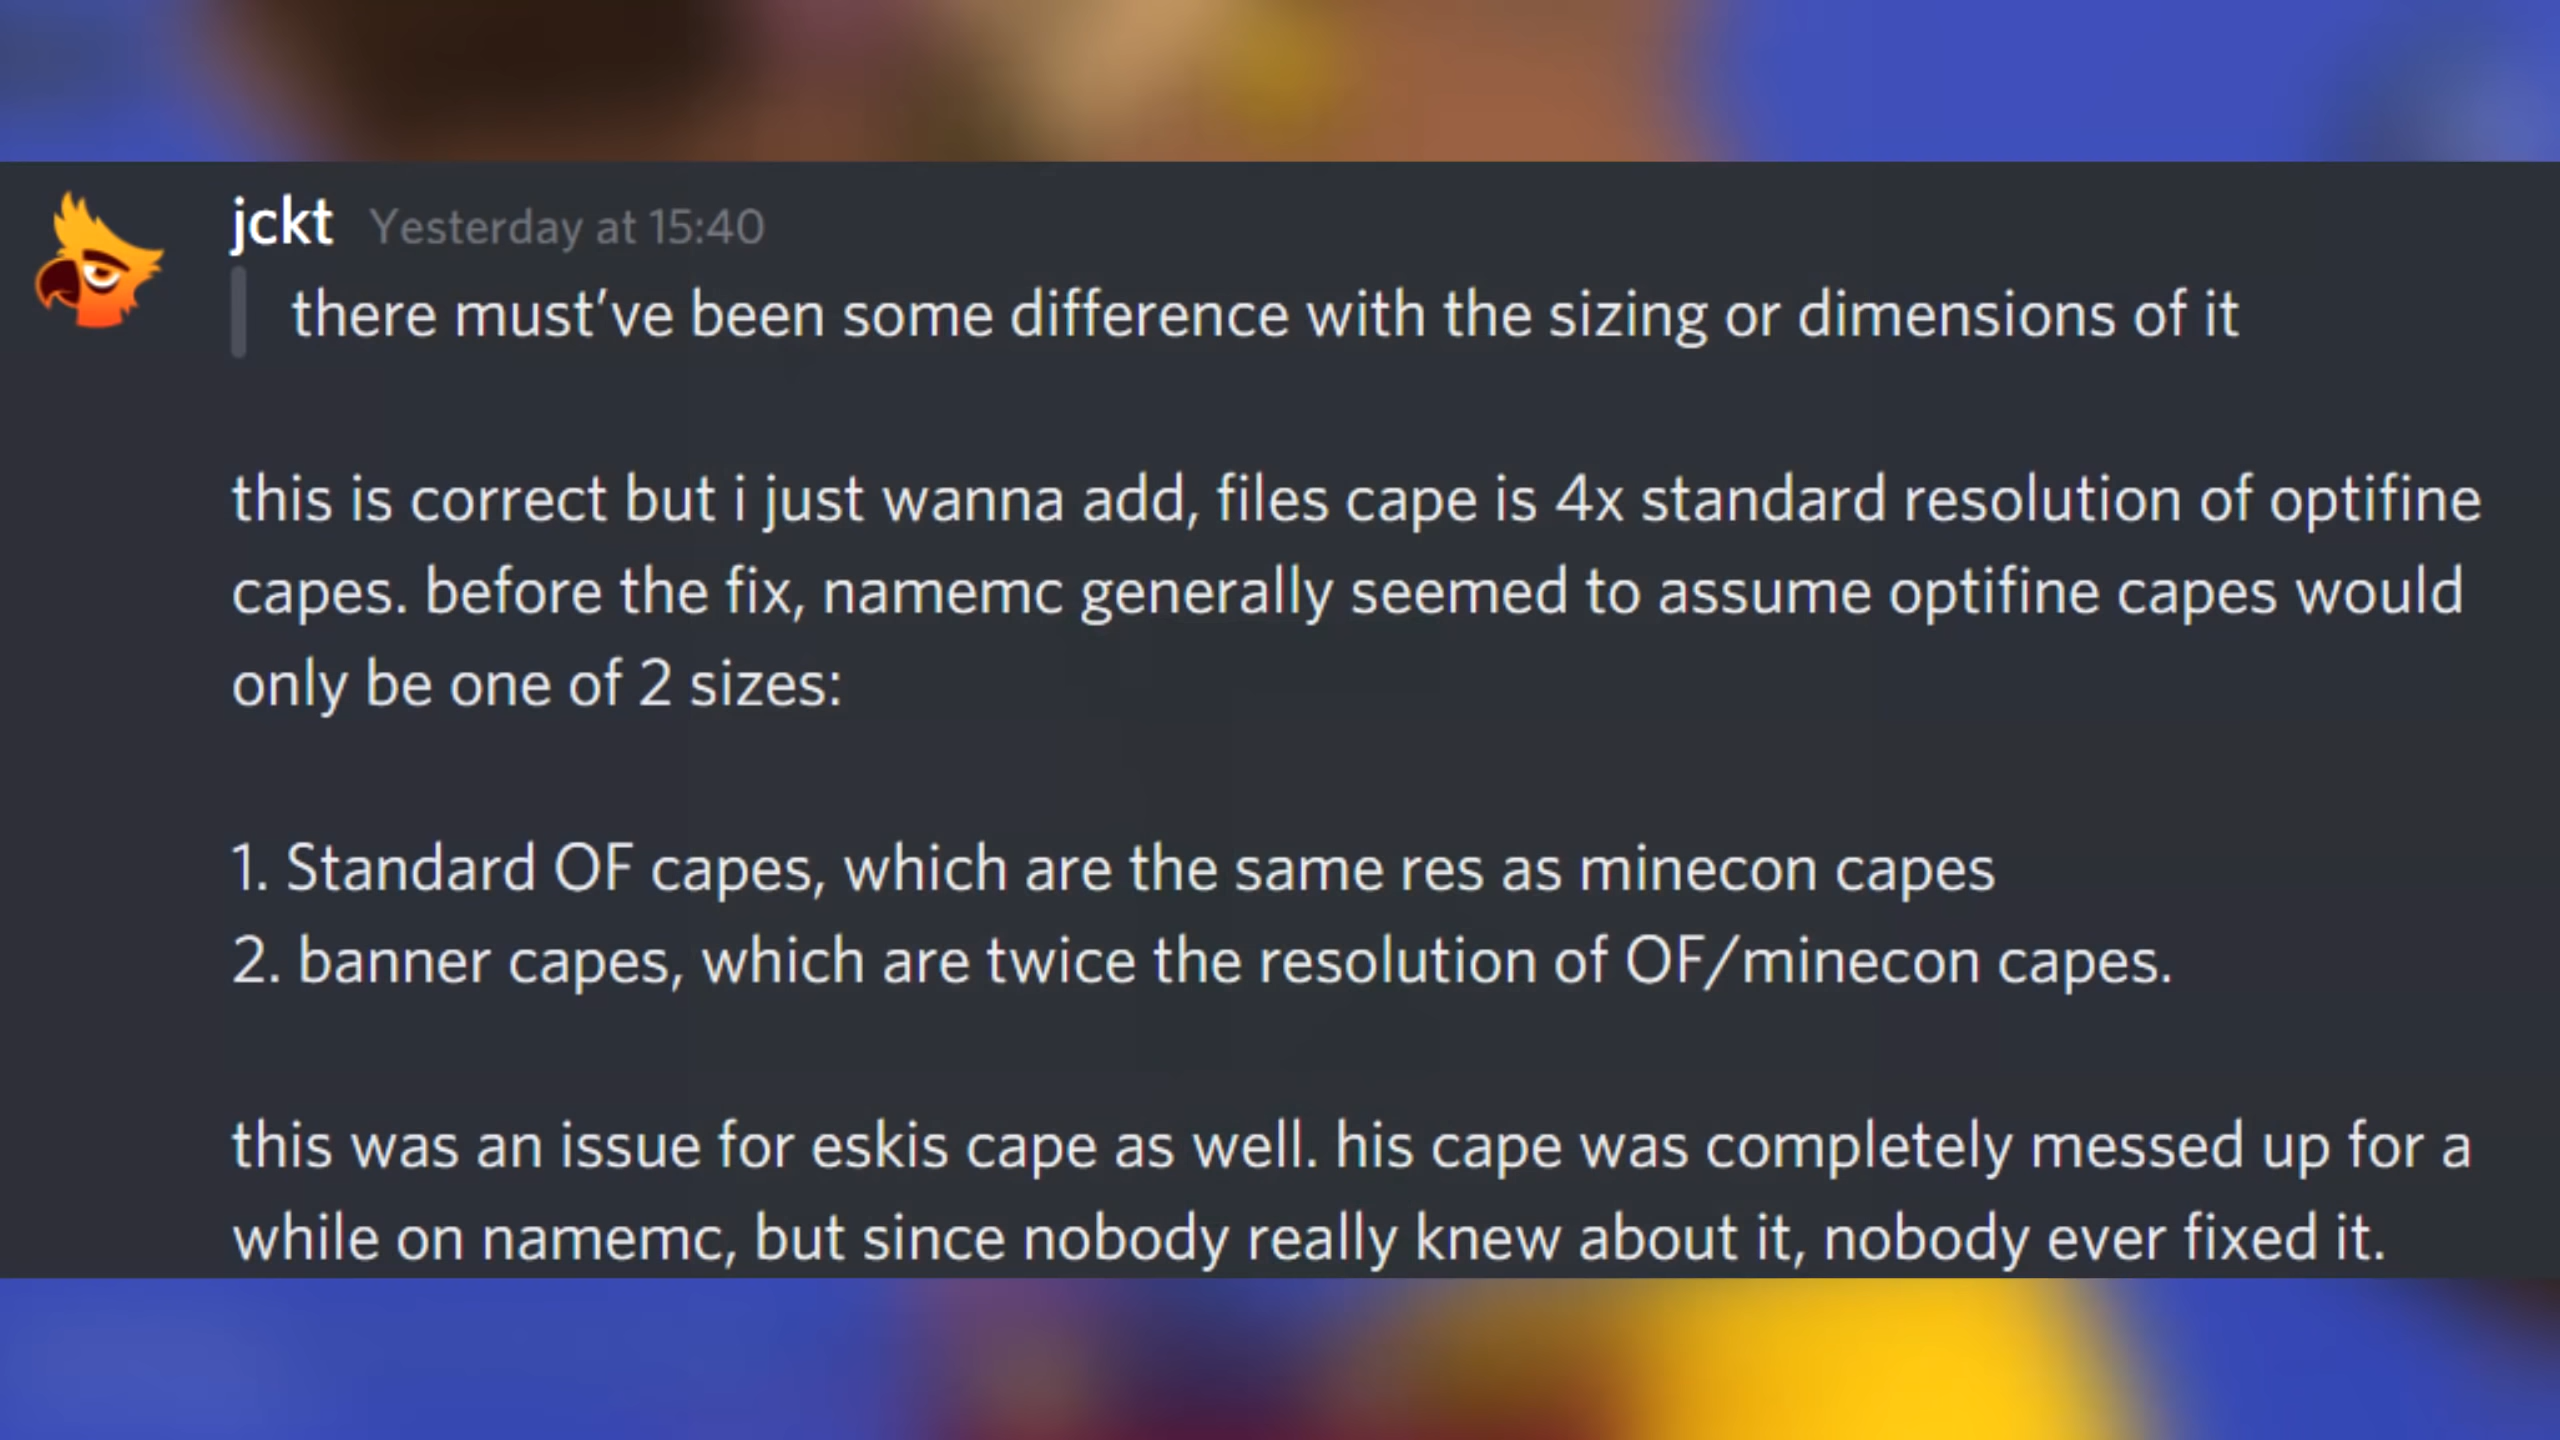 jckt Yesterday at 15:40
there must've been some difference with the sizing or dimensions of it
this is correct but i just wanna add, files cape is 4x standard resolution of optifine
capes. before the fix, namemc generally seemed to assume optifine capes would
only be one of 2 sizes:
1. Standard OF capes, which are the same res as minecon capes
2. banner capes, which are twice the resolution of OF/minecon capes.
this was an issue for eskis cape as well. his cape was completely messed up for a
while on namemc, but since nobody really knew about it, nobody ever fixed it.